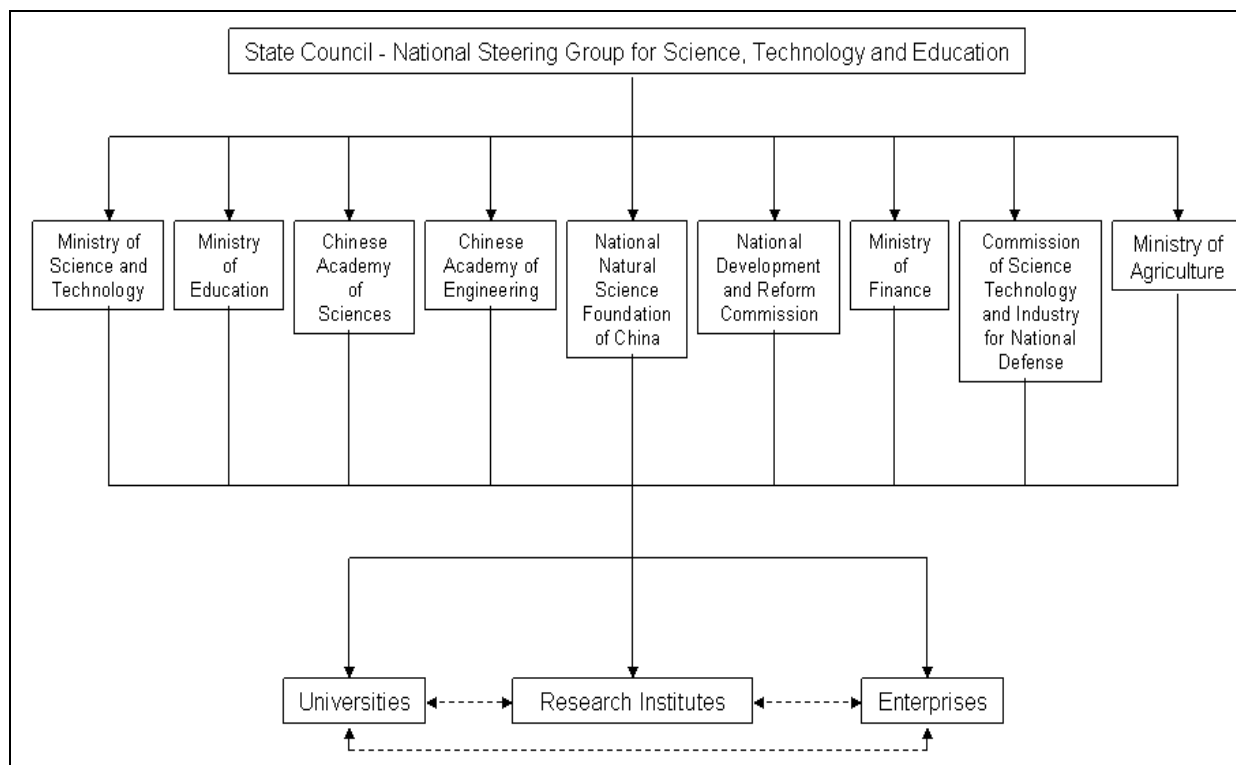 State Council - National Steering Group for Science, Technology and Education
Ministry of
Science and
Technology
Ministry
of
Education
Chinese
Academy
of
Sciences
Chinese
Academy of
Engineering
National
Natural
Science
Foundation
of China
National
Development
and Reform
Commission
Ministry
of
Finance
Commission
of Science
Technology
and Industry
for National
Defense
Ministry of
Agriculture
Universities
Research Institutes
Enterprises